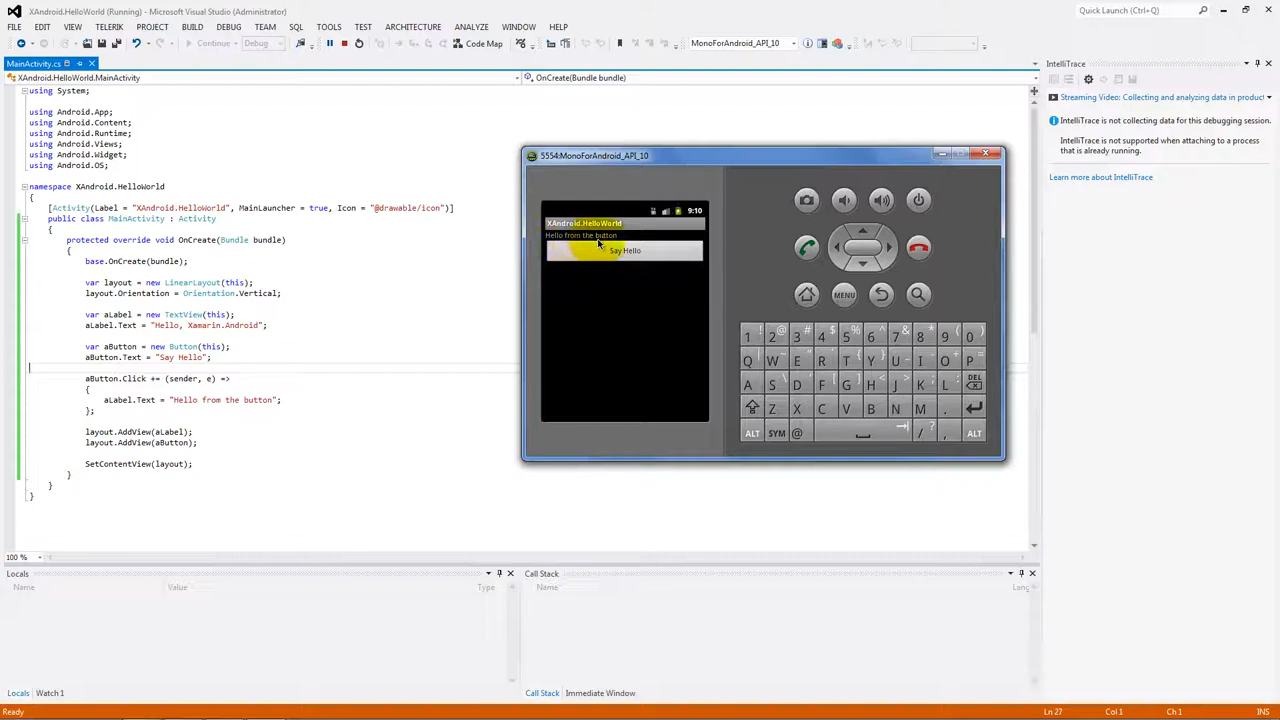 XAndroid.HelloWorld (Running) - Microsoft Visual Studio (Administrator)
Quick Launch (Ctrl+Q)
FILE EDIT VIEW TELERIK PROJECT BUILD DEBUG TEAM SQL TOOLS TEST ARCHITECTURE ANALYZE WINDOW HELP
Continue Debug Code Map MonoForAndroid_API_10
MainActivity.cs
XAndroid.HelloWorld.MainActivity
OnCreate(Bundle bundle)
using System;
using Android.App;
using Android.Content;
using Android.Runtime;
using Android.Views;
using Android.Widget;
using Android.OS;
namespace XAndroid.HelloWorld
{
[Activity(Label = "XAndroid.HelloWorld", MainLauncher = true, Icon = "@drawable/icon")]
public class MainActivity : Activity
{
protected override void OnCreate(Bundle bundle)
{
base.OnCreate(bundle);
var layout = new LinearLayout(this);
layout.Orientation = Orientation.Vertical;
var aLabel = new TextView(this);
aLabel.Text = "Hello, Xamarin.Android";
var aButton = new Button(this);
aButton.Text = "Say Hello";
aButton.Click += (sender, e) =>
{
aLabel.Text = "Hello from the button";
};
layout.AddView(aLabel);
layout.AddView(aButton);
SetContentView(layout);
}
}
}
100 %
5554:MonoForAndroid_API_10
9:10
XAndroid.HelloWorld
Hello from the button
Say Hello
MENU
1 ! 2 @ 3 # 4 $ 5 % 6 ^ 7 & 8 * 9 ( 0 )
Q W E R T Y U I O P
A S D F G H J K L DEL
Z X C V B N M .
ALT SYM @ / ? , ALT
IntelliTrace
Streaming Video: Collecting and analyzing data in product
IntelliTrace is not collecting data for this debugging session.
IntelliTrace is not supported when attaching to a process
that is already running.
Learn more about IntelliTrace
Locals
Name Value Type
Call Stack
Name Lang
Locals Watch 1
Call Stack Immediate Window
Ready
Ln 27 Col 1 Ch 1 INS